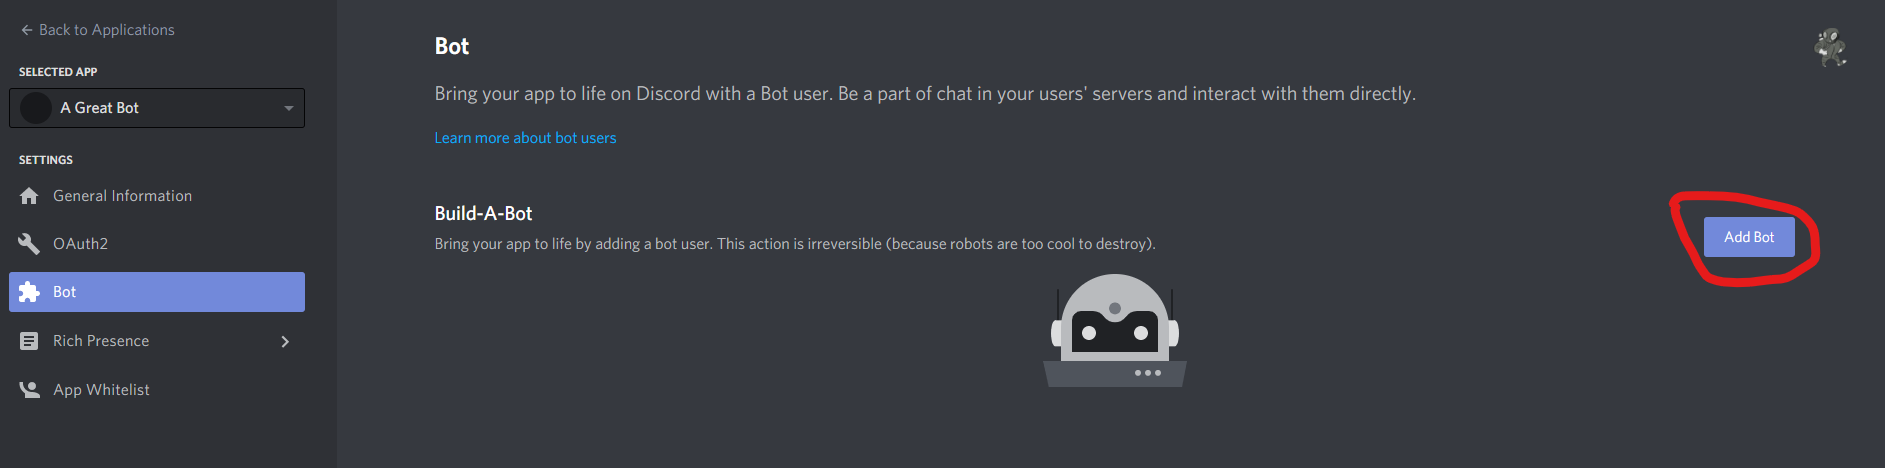 Back to Applications
SELECTED APP
A Great Bot
SETTINGS
General Information
OAuth2
Bot
Rich Presence
App Whitelist
Bot
Bring your app to life on Discord with a Bot user. Be a part of chat in your users' servers and interact with them directly.
Learn more about bot users
Build-A-Bot
Bring your app to life by adding a bot user. This action is irreversible (because robots are too cool to destroy).
Add Bot